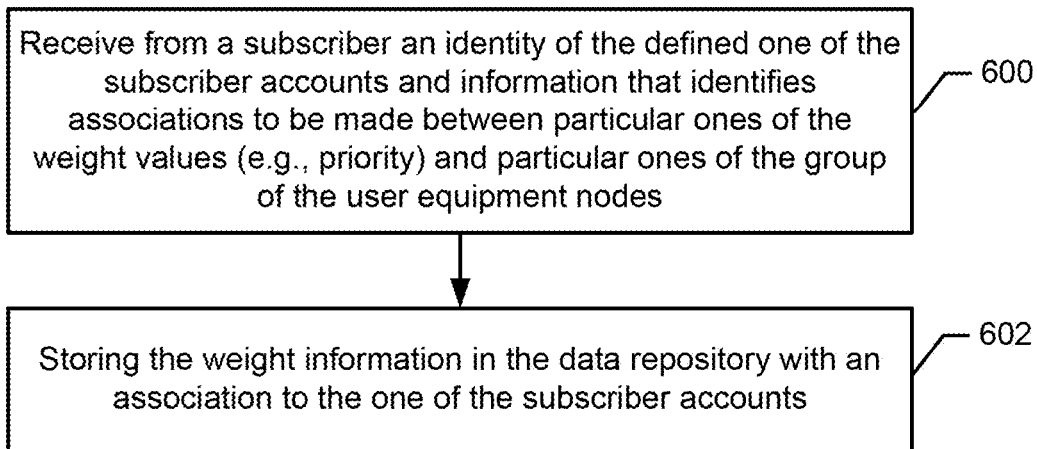 Receive from a subscriber an identity of the defined one of the
subscriber accounts and information that identifies
associations to be made between particular ones of the
weight values (e.g., priority) and particular ones of the group
of the user equipment nodes
600
Storing the weight information in the data repository with an
association to the one of the subscriber accounts
602